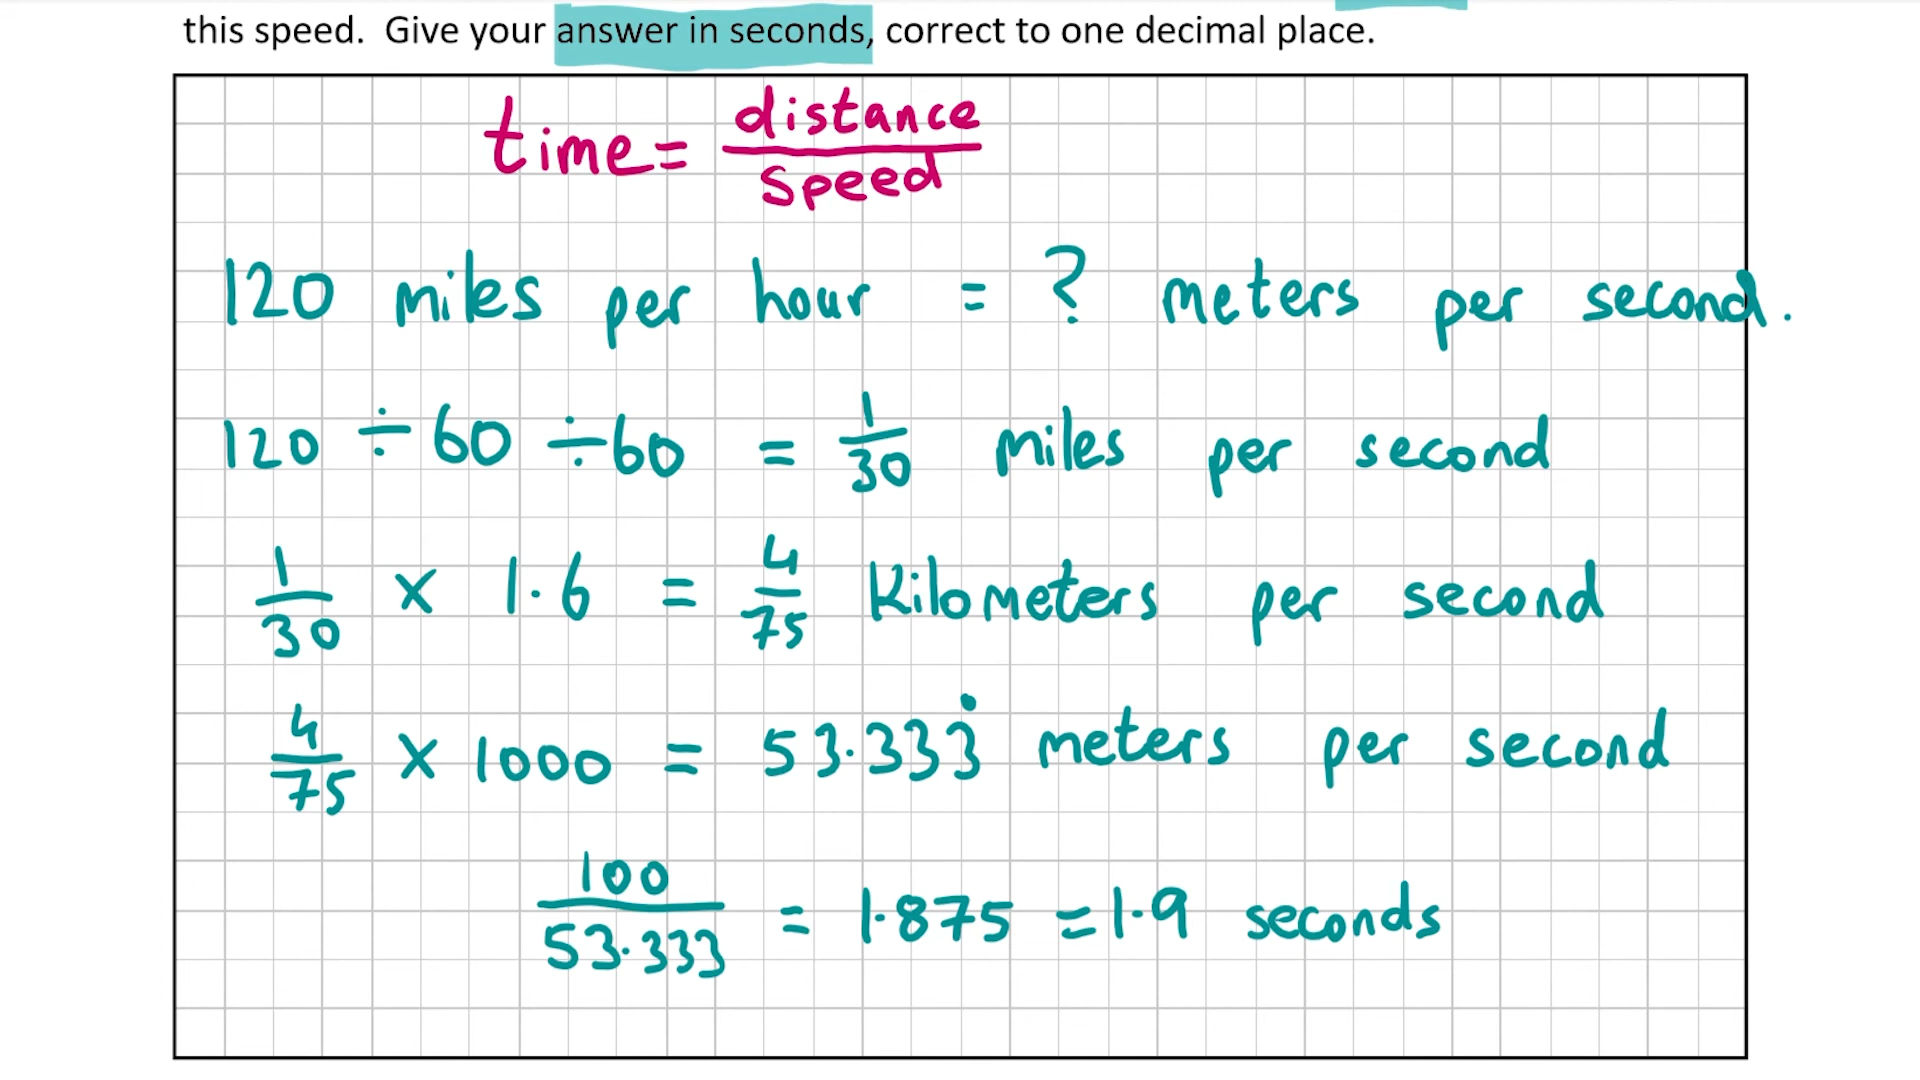 this speed. Give your answer in seconds, correct to one decimal place.
time = distance/speed
120 miles per hour = ? meters per second.
120 ÷ 60 ÷ 60 = 1/30 miles per second
1/30 × 1.6 = 4/75 Kilometers per second
4/75 × 1000 = 53.333̇ meters per second
100/53.333 = 1.875 = 1.9 seconds